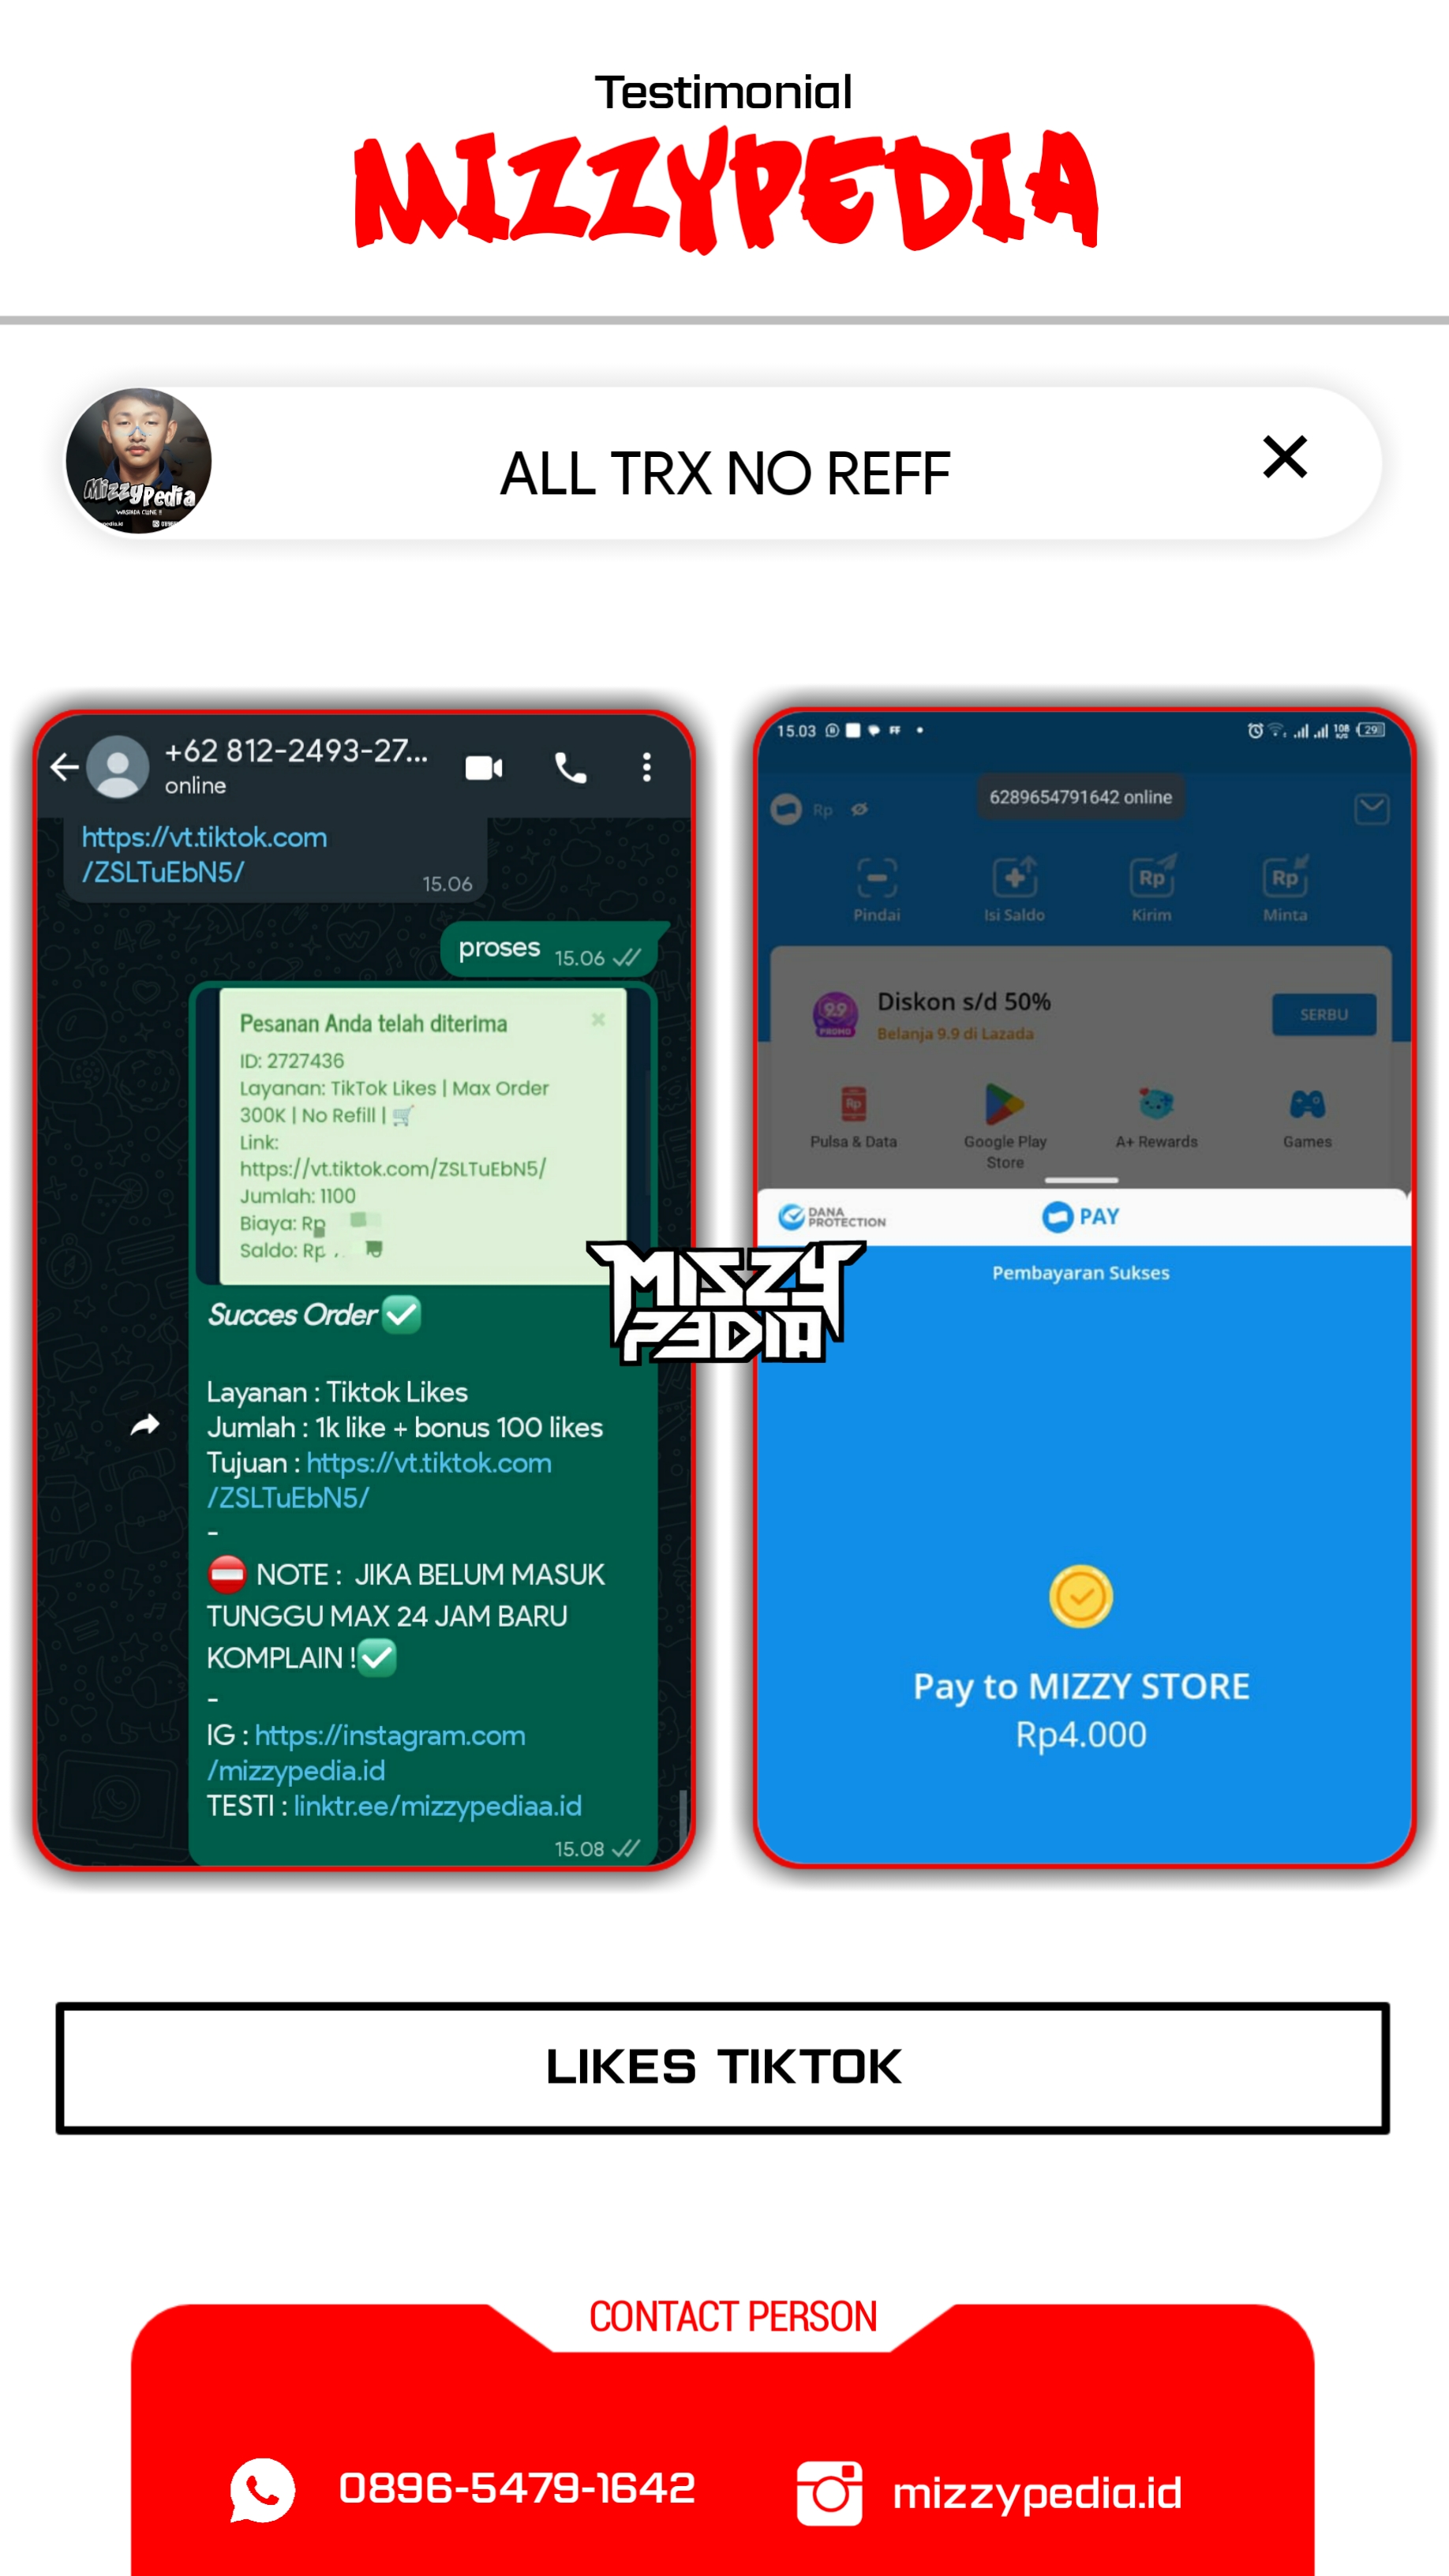 Testimonial
MIZZYPEDIA
MizzyPedia
ALL TRX NO REFF
+62 812-2493-27...
online
https://vt.tiktok.com
/ZSLTuEbN5/
15.06
proses 15.06
Pesanan Anda telah diterima
ID: 2727436
Layanan: TikTok Likes | Max Order
300K | No Refill | 🛒
Link:
https://vt.tiktok.com/ZSLTuEbN5/
Jumlah: 1100
Biaya: Rp
Saldo: Rp
Succes Order ✅
Layanan : Tiktok Likes
Jumlah : 1k like + bonus 100 likes
Tujuan : https://vt.tiktok.com
/ZSLTuEbN5/
-
⛔ NOTE : JIKA BELUM MASUK
TUNGGU MAX 24 JAM BARU
KOMPLAIN !✅
-
IG : https://instagram.com
/mizzypedia.id
TESTI : linktr.ee/mizzypediaa.id
15.08
MIZZY
PEDIA
15.03
6289654791642 online
Rp
Pindai
Isi Saldo
Rp
Kirim
Rp
Minta
9.9
PROMO
Diskon s/d 50%
Belanja 9.9 di Lazada
SERBU
Rp
Pulsa & Data
Google Play
Store
A+ Rewards
Games
DANA
PROTECTION
PAY
Pembayaran Sukses
Pay to MIZZY STORE
Rp4.000
LIKES TIKTOK
CONTACT PERSON
0896-5479-1642
mizzypedia.id